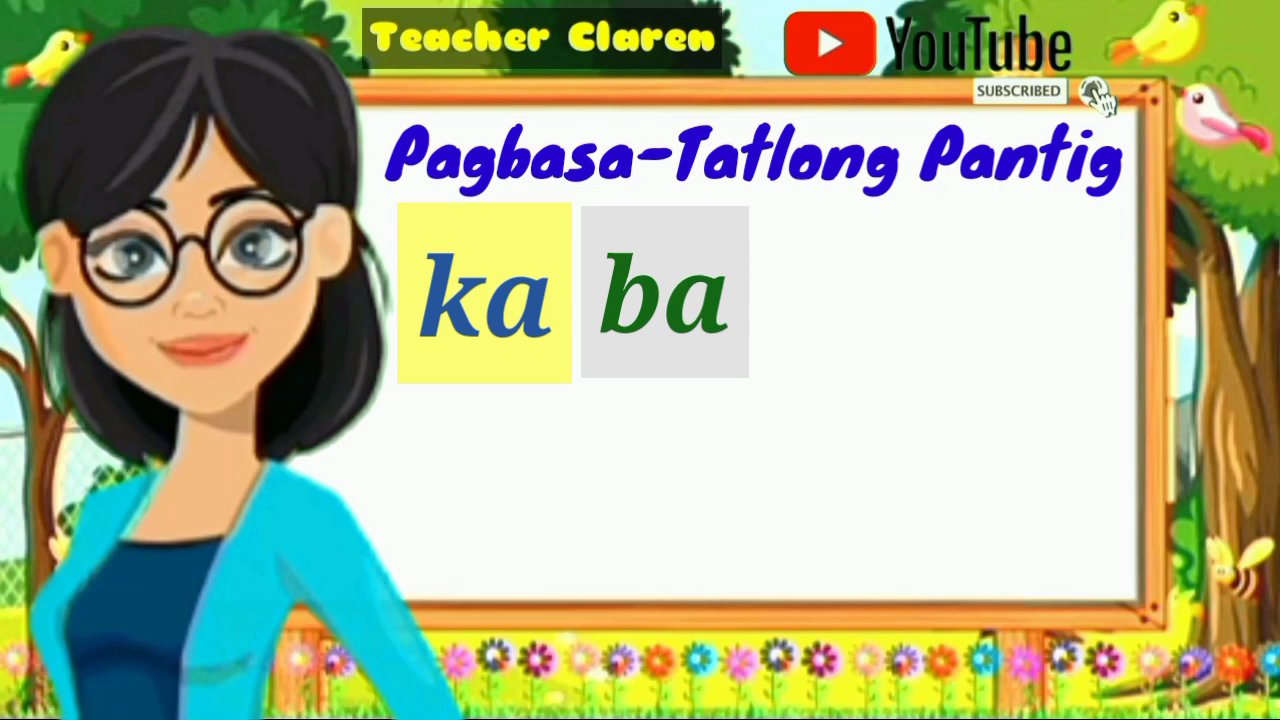 Teacher Claren
YouTube
SUBSCRIBED
Pagbasa-Tatlong Pantig
ka ba